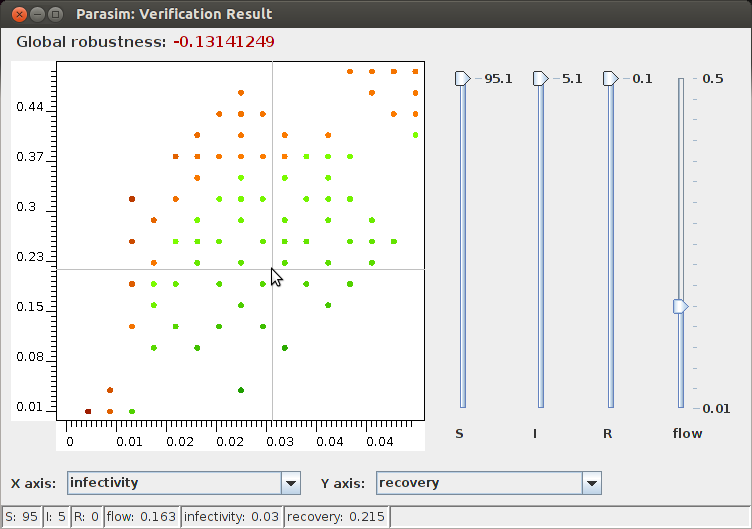 Parasim: Verification Result
Global robustness: -0.13141249
0.44
0.37
0.3
0.23
0.15
0.08
0.01
0 0.01 0.02 0.02 0.03 0.04 0.04
95.1 5.1 0.1 0.5
0.01
S I R flow
X axis: infectivity Y axis: recovery
S: 95 I: 5 R: 0 flow: 0.163 infectivity: 0.03 recovery: 0.215